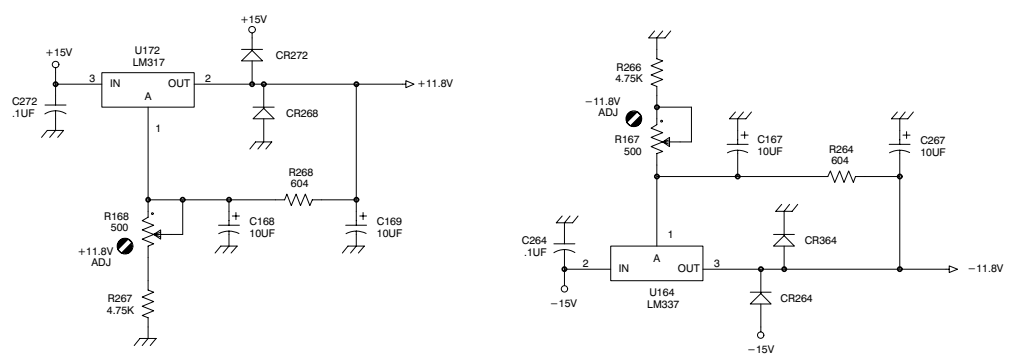 +15V
U172
LM317
3
IN
OUT
2
A
1
C272
.1UF
+15V
CR272
CR268
+11.8V
R268
604
R168
500
+11.8V
ADJ
+
C168
10UF
+
C169
10UF
R267
4.75K
R266
4.75K
−11.8V
ADJ
R167
500
+
C167
10UF
R264
604
+
C267
10UF
C264
.1UF
2
−15V
1
A
IN
OUT
3
U164
LM337
CR364
CR264
−15V
−11.8V